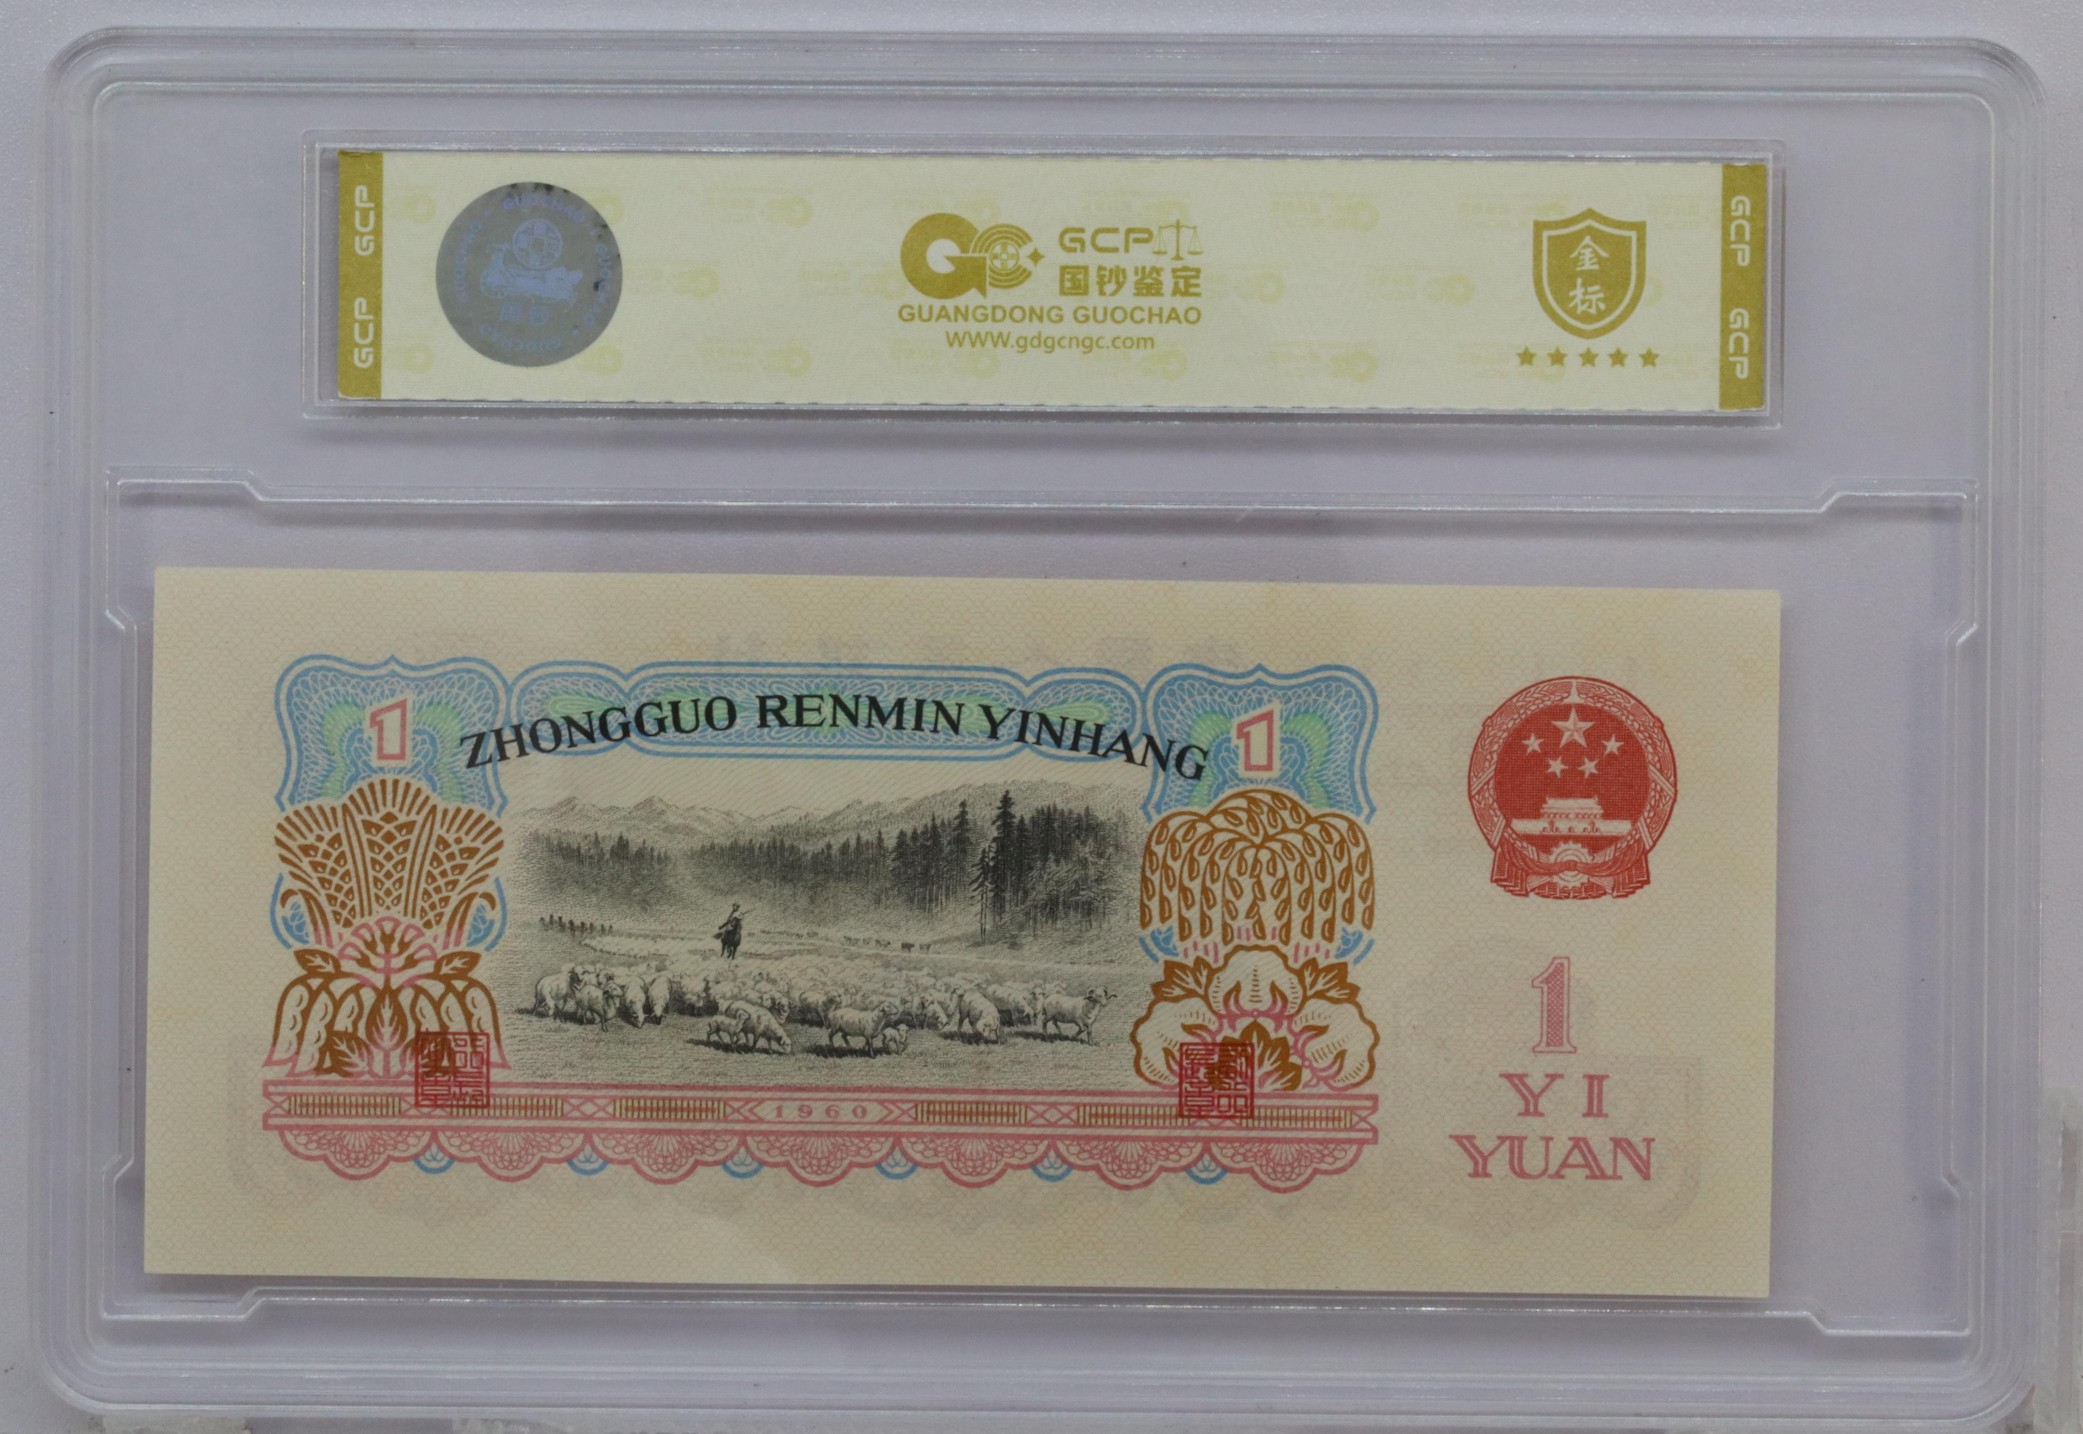 GCP GCP
GCP
国钞鉴定
GUANGDONG GUOCHAO
www.gdgcngc.com
金标
GCP GCP
ZHONGGUO RENMIN YINHANG
1
1
1960
1
YI
YUAN